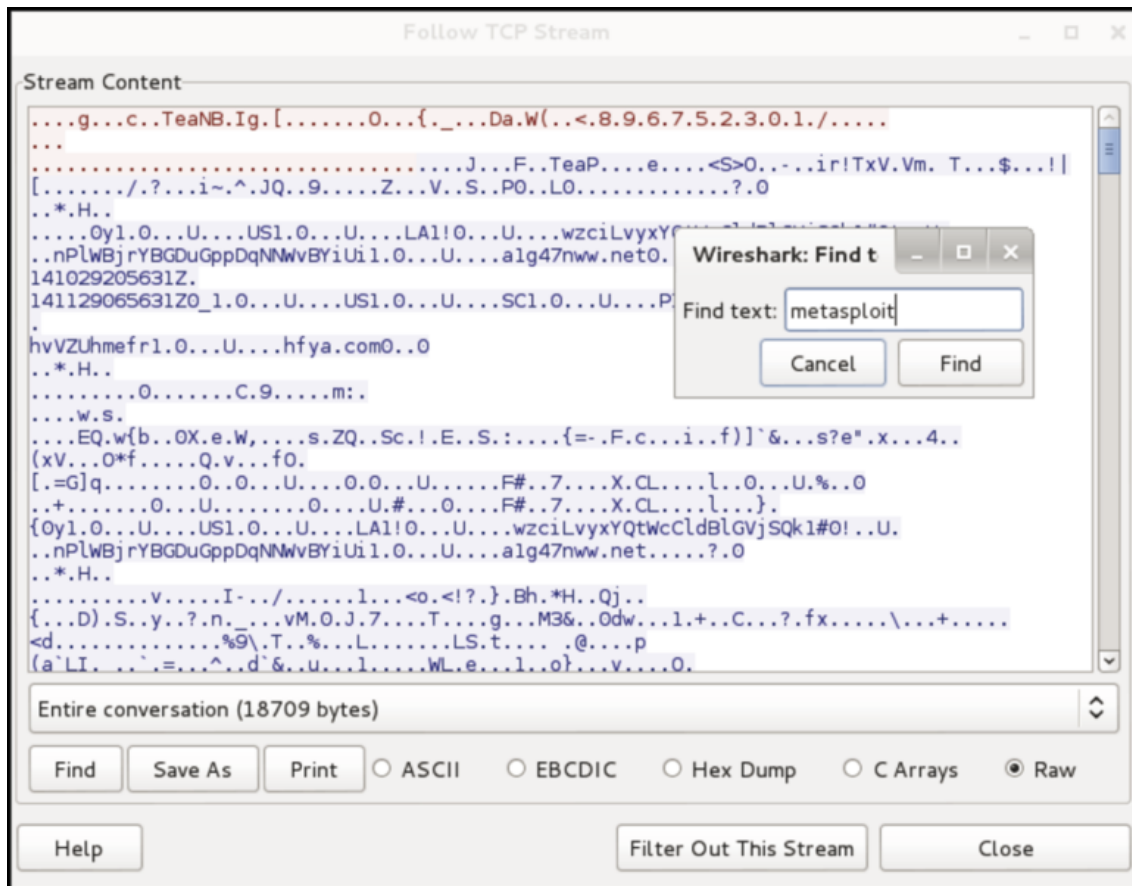 Follow TCP Stream
Stream Content
....g...c..TeaNB.Ig.[.......O...{._...Da.W(..<.8.9.6.7.5.2.3.0.1./.....
...
....................................J...F..TeaP....e....<S>O..-..ir!TxV.Vm. T...$...!|
[......./.?...i~.^.JQ..9.....Z...V..S..P0..L0.............?.0
..*.H..
.....0y1.0...U....US1.0...U....LA1!0...U....wzciLvyxY
..nPlWBjrYBGDuGppDqNNWvBYiUi1.0...U....a1g47nww.net0.
141029205631Z.
141129065631Z0_1.0...U....US1.0...U....SC1.0...U....P
.
hvVZUhmefr1.0...U....hfya.com0..0
..*.H..
.........0.......C.9.....m:.
....w.s.
....EQ.w{b..OX.e.W,....s.ZQ..Sc.!.E..S.:....{=-.F.c...i..f)]`&...s?e".x...4..
(xV...O*f.....Q.v...f0.
[.=G]q........0..0...U....0.0...U......F#..7....X.CL....l..0...U.%..0
..+.......0...U........0....U.#...0....F#..7....X.CL....l...}.
{0y1.0...U....US1.0...U....LA1!0...U....wzciLvyxYQtWcCldBlGVjSQk1#0!..U.
..nPlWBjrYBGDuGppDqNNWvBYiUi1.0...U....a1g47nww.net.....?.0
..*.H..
..........v.....I-../......l...<o.<!?.}.Bh.*H..Qj..
{...D).S..y..?.n._...vM.O.J.7....T....g...M3&..Odw...1.+..C...?.fx.....\...+.....
<d..............%9\.T..%...L.......LS.t.... .@....p
(a`LI. ..`.=...^..d`&..u...l.....WL.e...l..o}...v....O.
Wireshark: Find t
Find text: metasploit
Cancel Find
Entire conversation (18709 bytes)
Find Save As Print ASCII EBCDIC Hex Dump C Arrays Raw
Help Filter Out This Stream Close